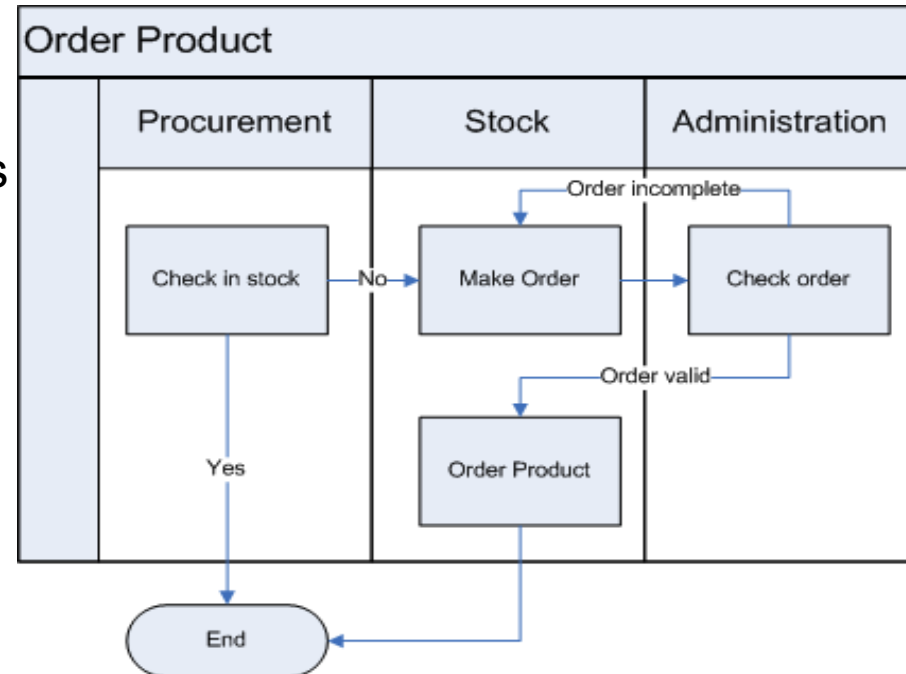 Order Product
Procurement
Stock
Administration
s
Order incomplete
Check in stock
No
Make Order
Check order
Order valid
Yes
Order Product
End